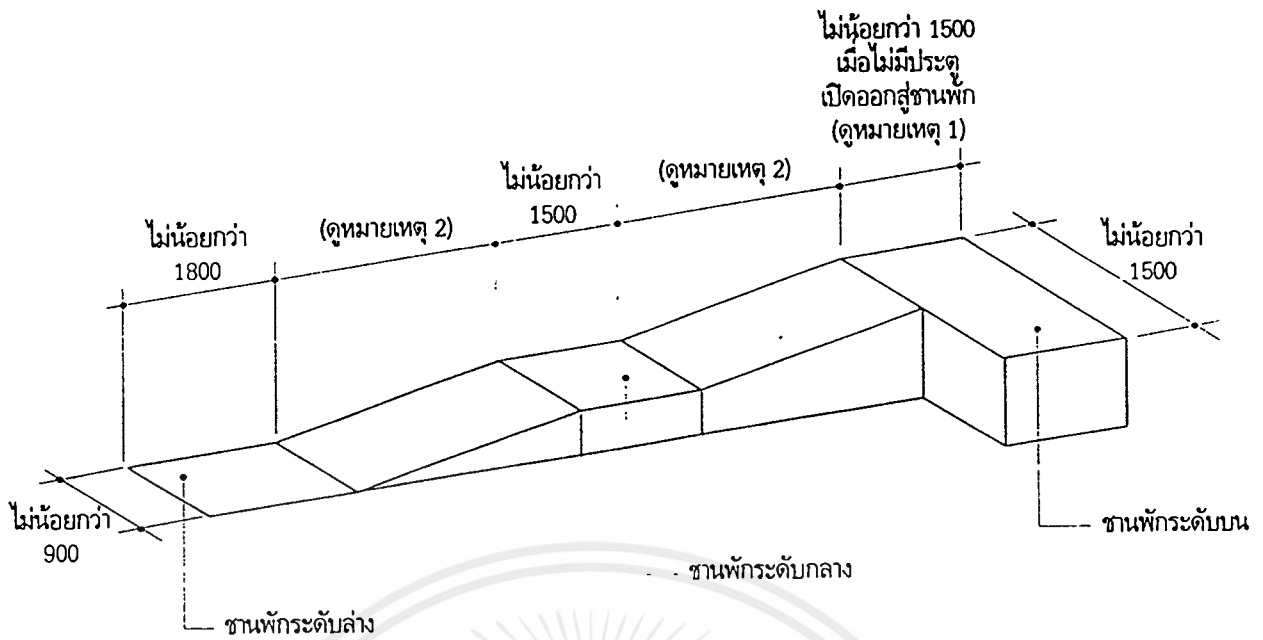 ไม่น้อยกว่า 1500
เมื่อไม่มีประตู
เปิดออกสู่ชานพัก
(ดูหมายเหตุ 1)
(ดูหมายเหตุ 2)
ไม่น้อยกว่า
1500
(ดูหมายเหตุ 2)
ไม่น้อยกว่า
1800
ไม่น้อยกว่า
1500
ไม่น้อยกว่า
900
ชานพักระดับบน
ชานพักระดับกลาง
ชานพักระดับล่าง